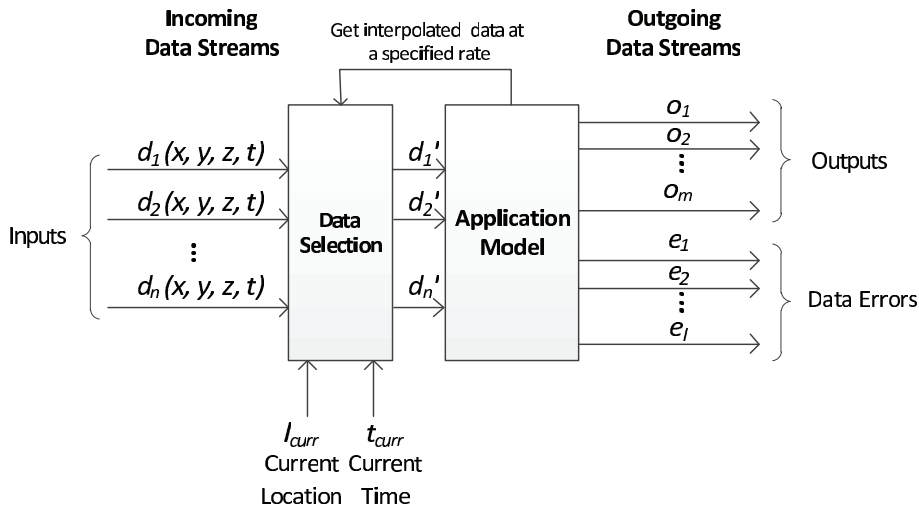 Incoming
Data Streams
Get interpolated data at
a specified rate
Outgoing
Data Streams
Inputs
d1(x, y, z, t)
d2(x, y, z, t)
...
dn(x, y, z, t)
Data
Selection
d1'
d2'
dn'
Application
Model
o1
o2
...
om
e1
e2
...
el
Outputs
Data Errors
lcurr
Current
Location
tcurr
Current
Time